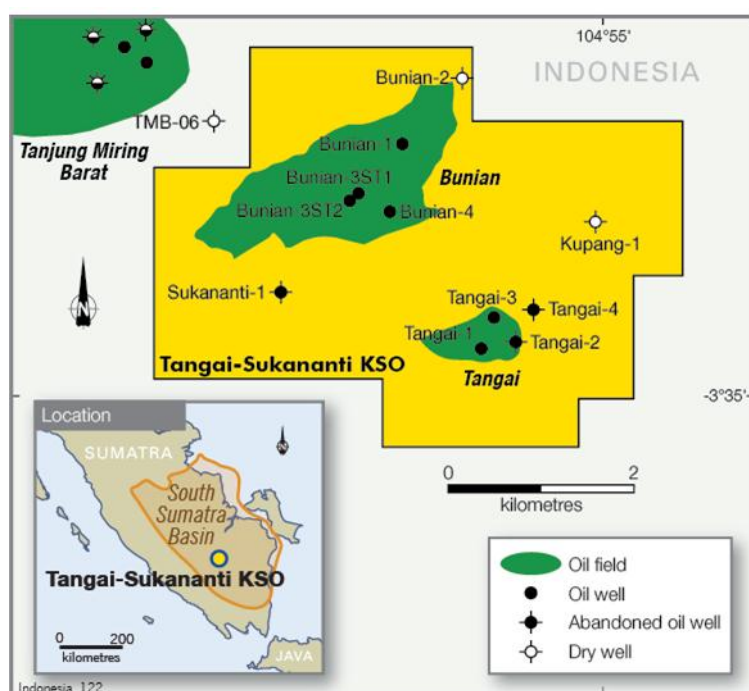 104°55'
INDONESIA
Bunian-2
TMB-06
Tanjung Miring
Barat
Bunian-1
Bunian
Bunian-3ST1
Bunian 3ST2
Bunian-4
Kupang-1
Sukananti-1
Tangai-3
Tangai-4
Tangai 1
Tangai-2
Tangai-Sukananti KSO
Tangai
N
-3°35'
Location
SUMATRA
South
Sumatra
Basin
Tangai-Sukananti KSO
0 200
kilometres
JAVA
0 2
kilometres
Oil field
Oil well
Abandoned oil well
Dry well
Indonesia 122